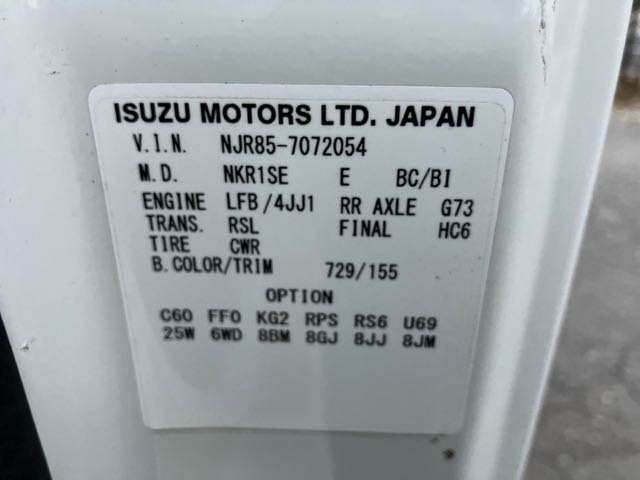 ISUZU MOTORS LTD. JAPAN
V.I.N. NJR85-7072054
M.D. NKR1SE E BC/BI
ENGINE LFB/4JJ1 RR AXLE G73
TRANS. RSL FINAL HC6
TIRE CWR
B.COLOR/TRIM 729/155
OPTION
C60 FF0 KG2 RPS RS6 U69
25W 6WD 8BM 8GJ 8JJ 8JM